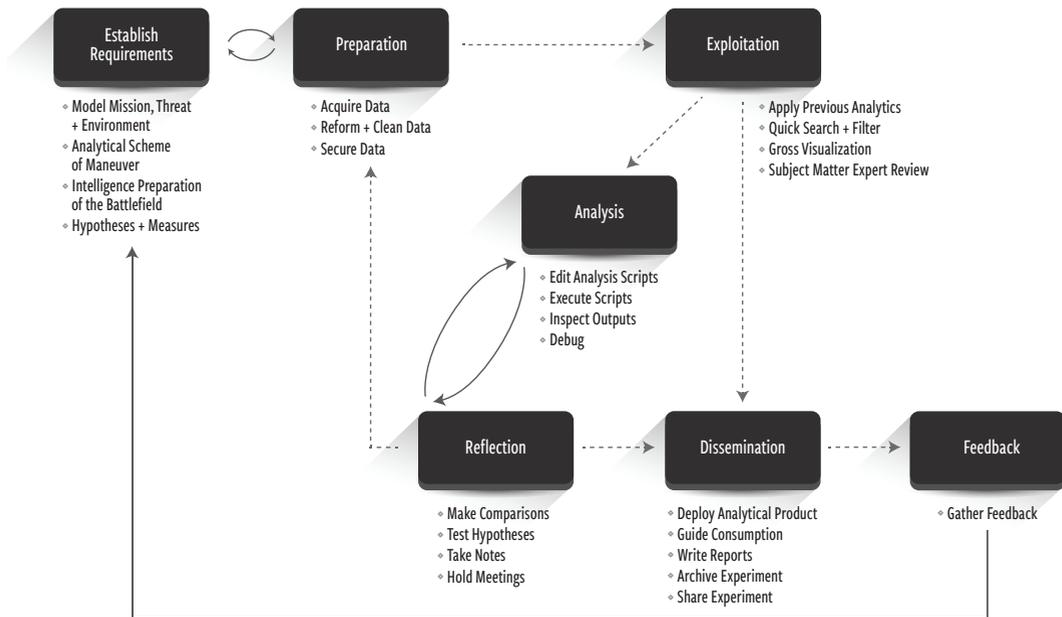 Establish
Requirements
Model Mission, Threat
+ Environment
Analytical Scheme
of Maneuver
Intelligence Preparation
of the Battlefield
Hypotheses + Measures
Preparation
Acquire Data
Reform + Clean Data
Secure Data
Exploitation
Apply Previous Analytics
Quick Search + Filter
Gross Visualization
Subject Matter Expert Review
Analysis
Edit Analysis Scripts
Execute Scripts
Inspect Outputs
Debug
Reflection
Make Comparisons
Test Hypotheses
Take Notes
Hold Meetings
Dissemination
Deploy Analytical Product
Guide Consumption
Write Reports
Archive Experiment
Share Experiment
Feedback
Gather Feedback